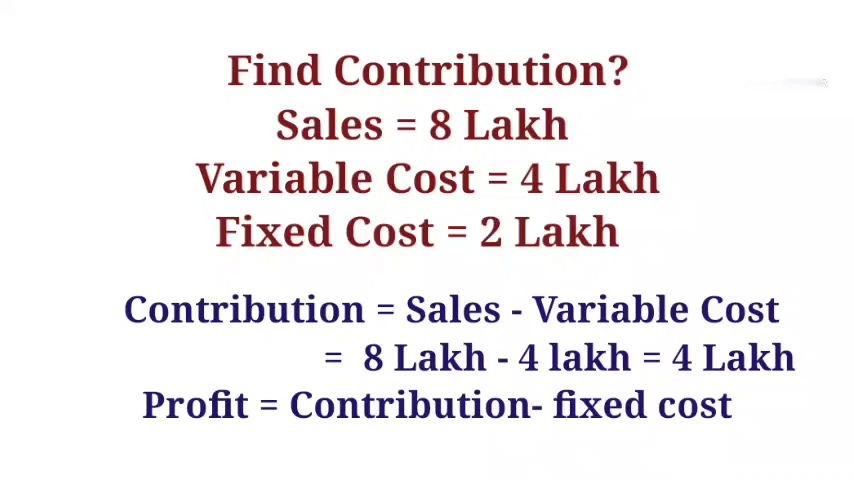 Find Contribution?
Sales = 8 Lakh
Variable Cost = 4 Lakh
Fixed Cost = 2 Lakh
Contribution = Sales - Variable Cost
= 8 Lakh - 4 lakh = 4 Lakh
Profit = Contribution- fixed cost